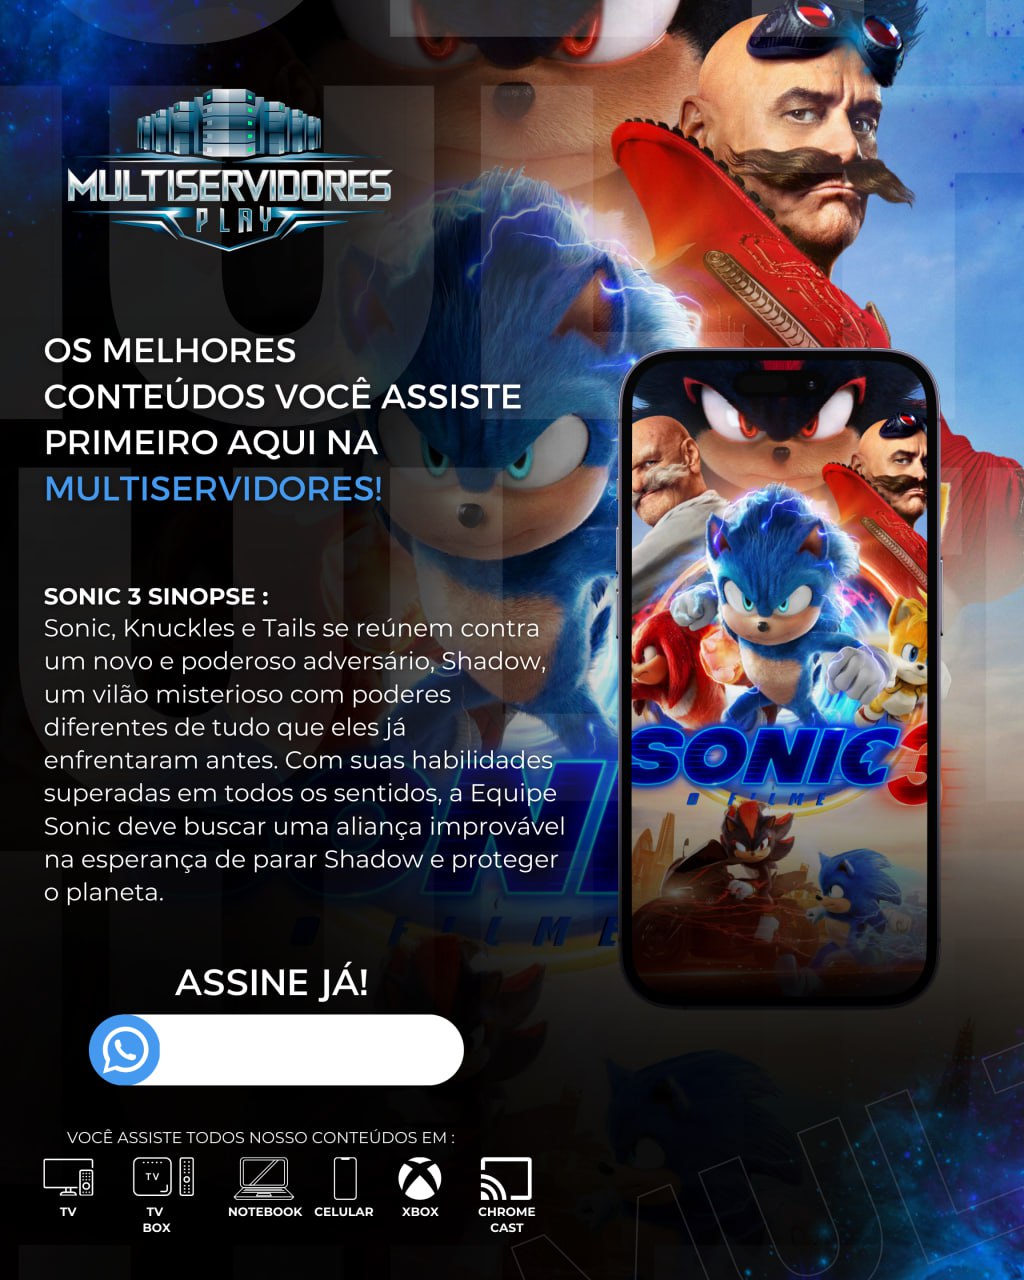 MULTISERVIDORES
PLAY
OS MELHORES
CONTEÚDOS VOCÊ ASSISTE
PRIMEIRO AQUI NA
MULTISERVIDORES!
SONIC 3 SINOPSE :
Sonic, Knuckles e Tails se reúnem contra
um novo e poderoso adversário, Shadow,
um vilão misterioso com poderes
diferentes de tudo que eles já
enfrentaram antes. Com suas habilidades
superadas em todos os sentidos, a Equipe
Sonic deve buscar uma aliança improvável
na esperança de parar Shadow e proteger
o planeta.
SONIC 3
O FILME
O FILME
ASSINE JÁ!
VOCÊ ASSISTE TODOS NOSSO CONTEÚDOS EM :
TV
TV
TV
BOX
NOTEBOOK
CELULAR
XBOX
CHROME
CAST